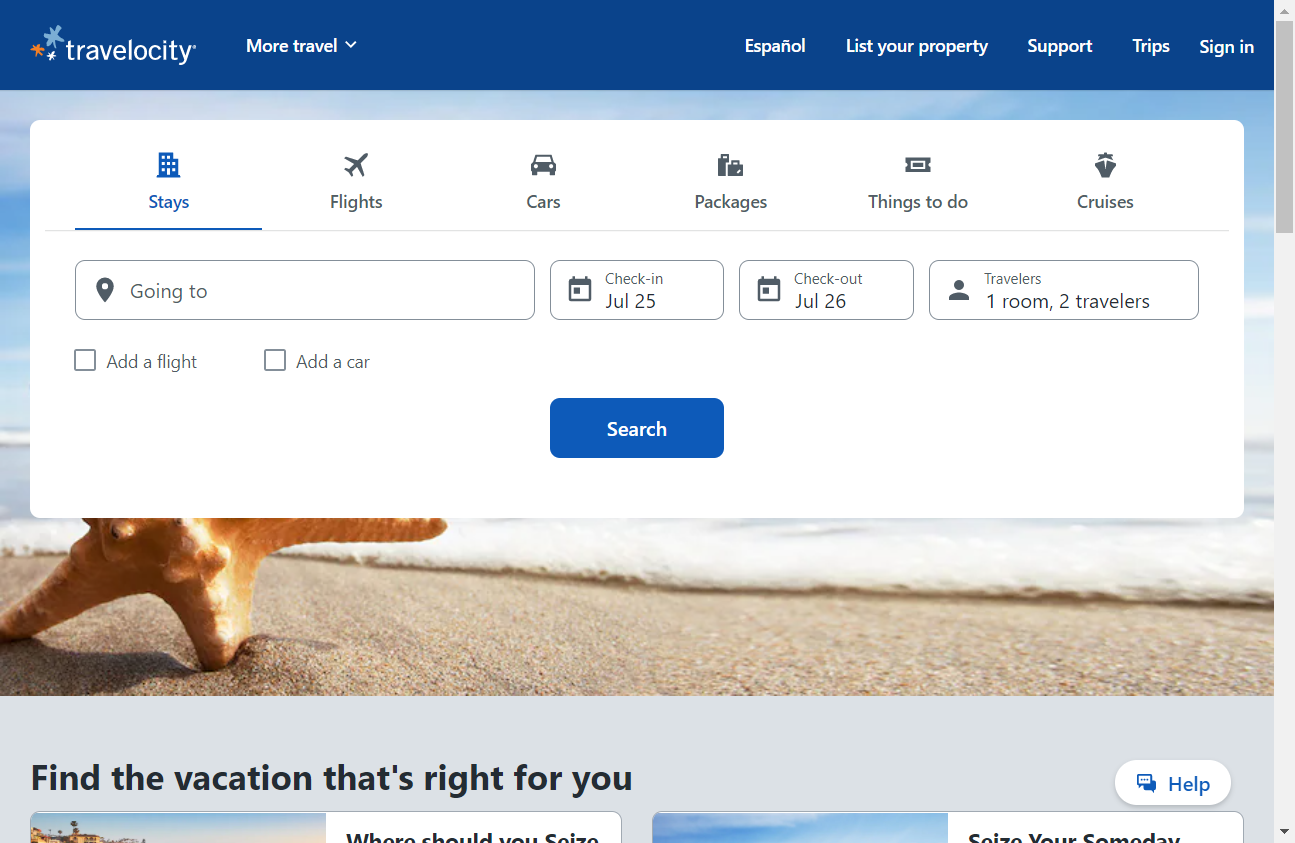 travelocity
More travel
Español
List your property
Support
Trips
Sign in
Stays
Flights
Cars
Packages
Things to do
Cruises
Going to
Check-in
Jul 25
Check-out
Jul 26
Travelers
1 room, 2 travelers
Add a flight
Add a car
Search
Find the vacation that's right for you
Help
Where should you Seize
Seize Your Someday